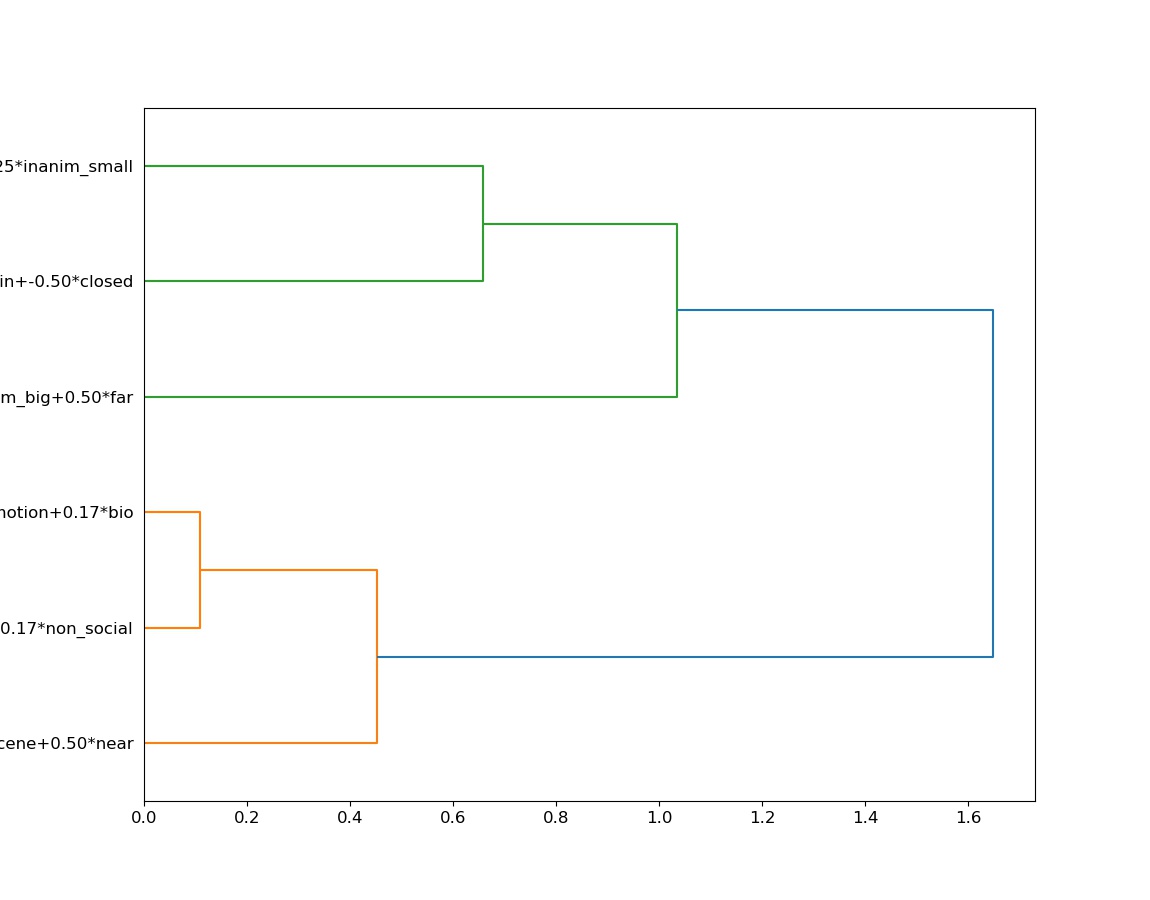 25*inanim_small
in+-0.50*closed
m_big+0.50*far
notion+0.17*bio
0.17*non_social
cene+0.50*near
0.0 0.2 0.4 0.6 0.8 1.0 1.2 1.4 1.6